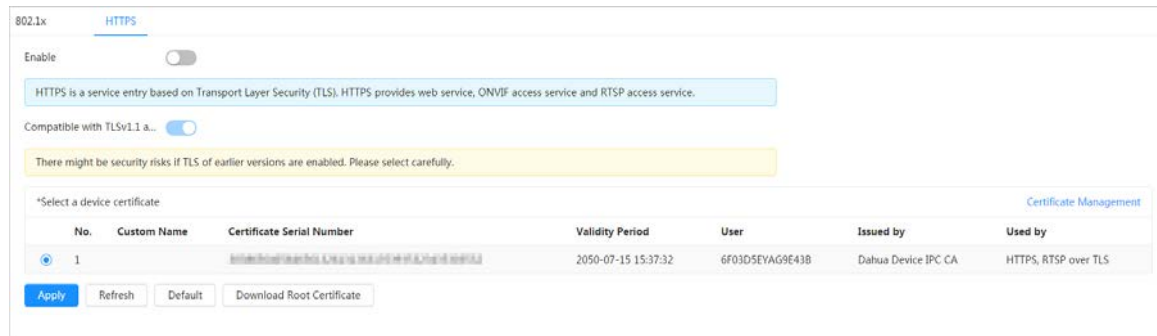 802.1x HTTPS
Enable
HTTPS is a service entry based on Transport Layer Security (TLS). HTTPS provides web service, ONVIF access service and RTSP access service.
Compatible with TLSv1.1 a...
There might be security risks if TLS of earlier versions are enabled. Please select carefully.
*Select a device certificate Certificate Management
No. Custom Name Certificate Serial Number Validity Period User Issued by Used by
1 2050-07-15 15:37:32 6F03D5EYAG9E43B Dahua Device IPC CA HTTPS, RTSP over TLS
Apply Refresh Default Download Root Certificate